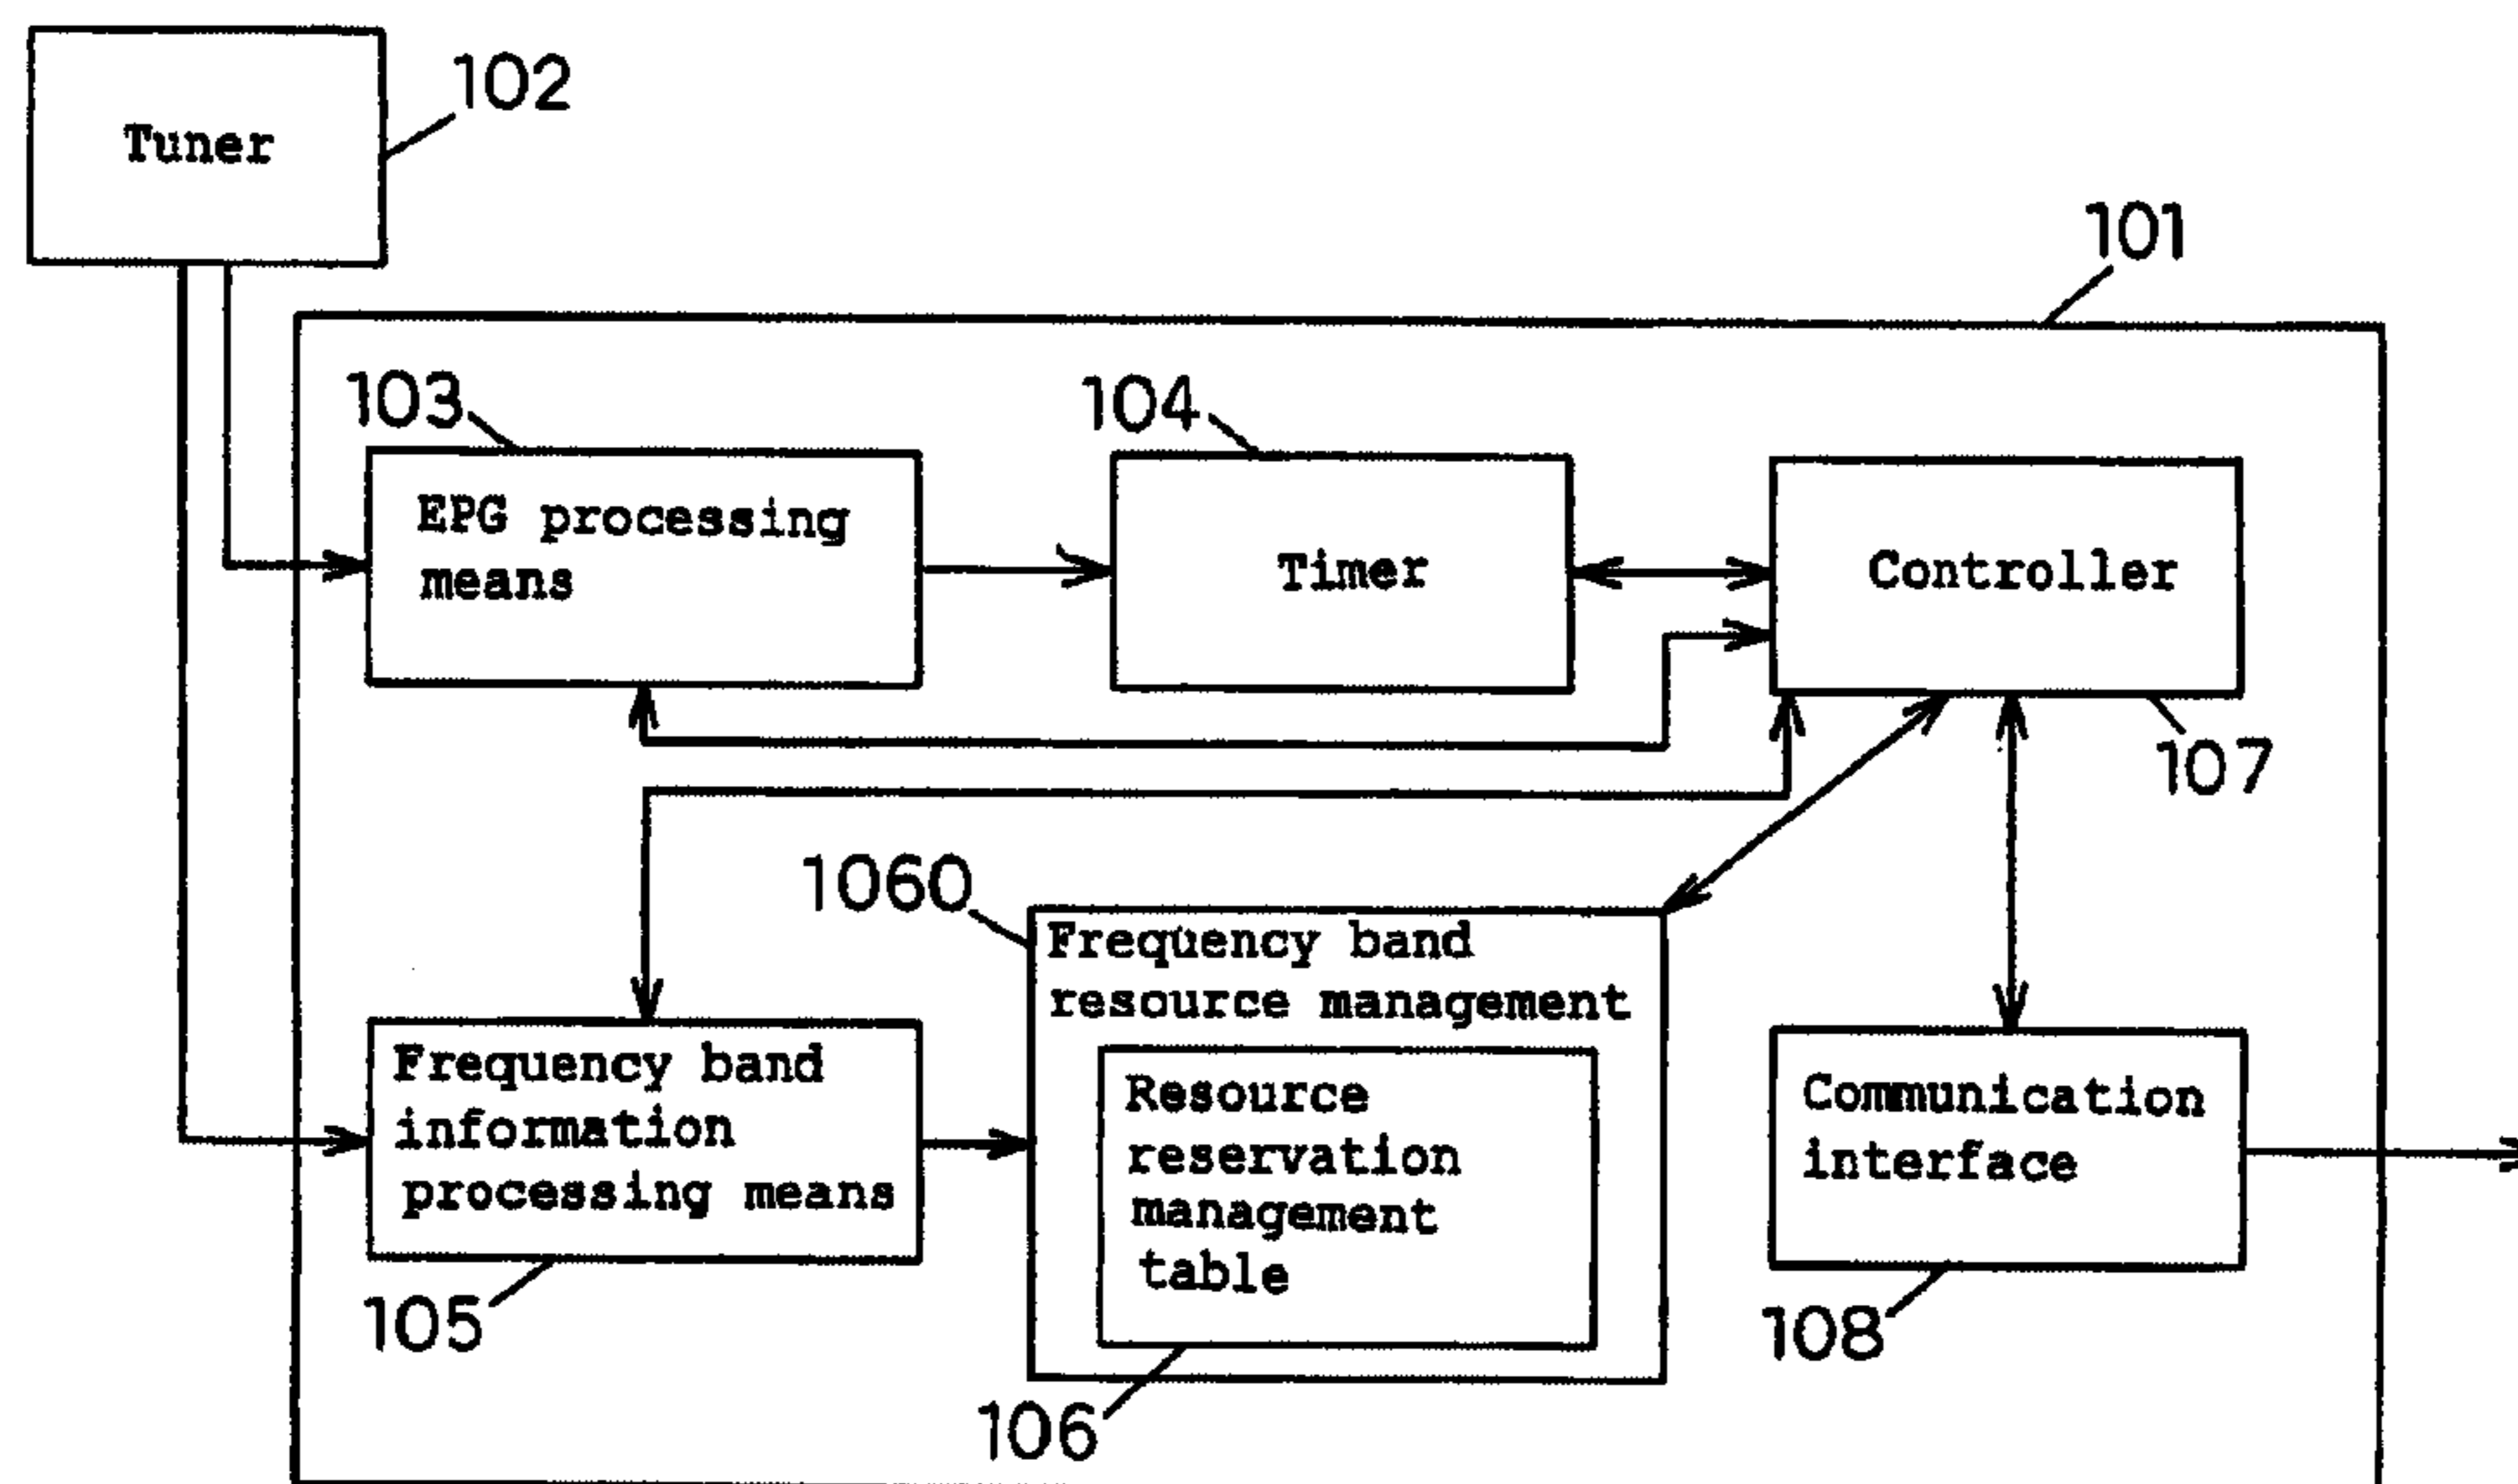 Tuner
102
101
103
EPG processing
means
104
Timer
Controller
107
1060
Frequency band
resource management
Frequency band
information
processing means
105
Resource
reservation
management
table
106
Communication
interface
108